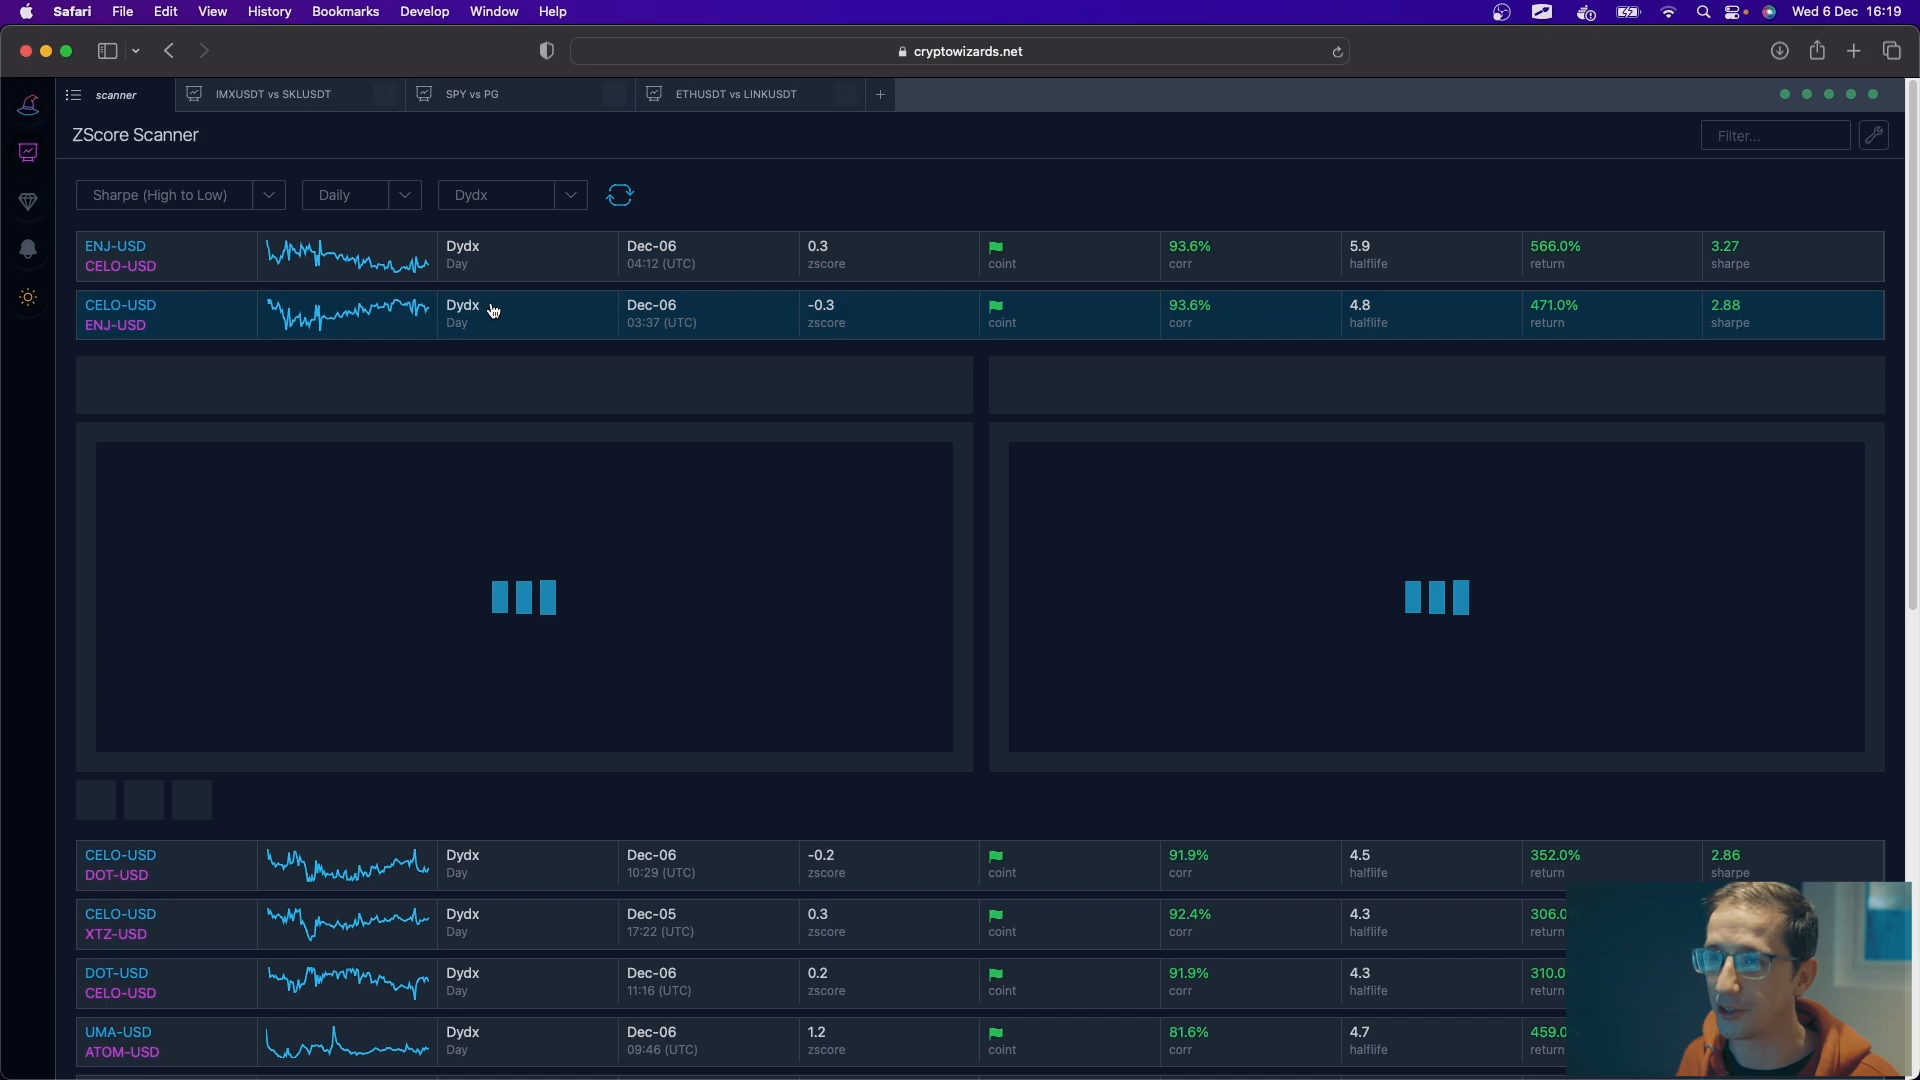 Safari File Edit View History Bookmarks Develop Window Help Wed 6 Dec 16:19
cryptowizards.net
scanner IMXUSDT vs SKLUSDT SPY vs PG ETHUSDT vs LINKUSDT +
ZScore Scanner Filter...
Sharpe (High to Low) Daily Dydx
ENJ-USD Dydx Dec-06 0.3 93.6% 5.9 566.0% 3.27
CELO-USD Day 04:12 (UTC) zscore coint corr halflife return sharpe
CELO-USD Dydx Dec-06 -0.3 93.6% 4.8 471.0% 2.88
ENJ-USD Day 03:37 (UTC) zscore coint corr halflife return sharpe
CELO-USD Dydx Dec-06 -0.2 91.9% 4.5 352.0% 2.86
DOT-USD Day 10:29 (UTC) zscore coint corr halflife return sharpe
CELO-USD Dydx Dec-05 0.3 92.4% 4.3 306.0
XTZ-USD Day 17:22 (UTC) zscore coint corr halflife return
DOT-USD Dydx Dec-06 0.2 91.9% 4.3 310.0
CELO-USD Day 11:16 (UTC) zscore coint corr halflife return
UMA-USD Dydx Dec-06 1.2 81.6% 4.7 459.0
ATOM-USD Day 09:46 (UTC) zscore coint corr halflife return